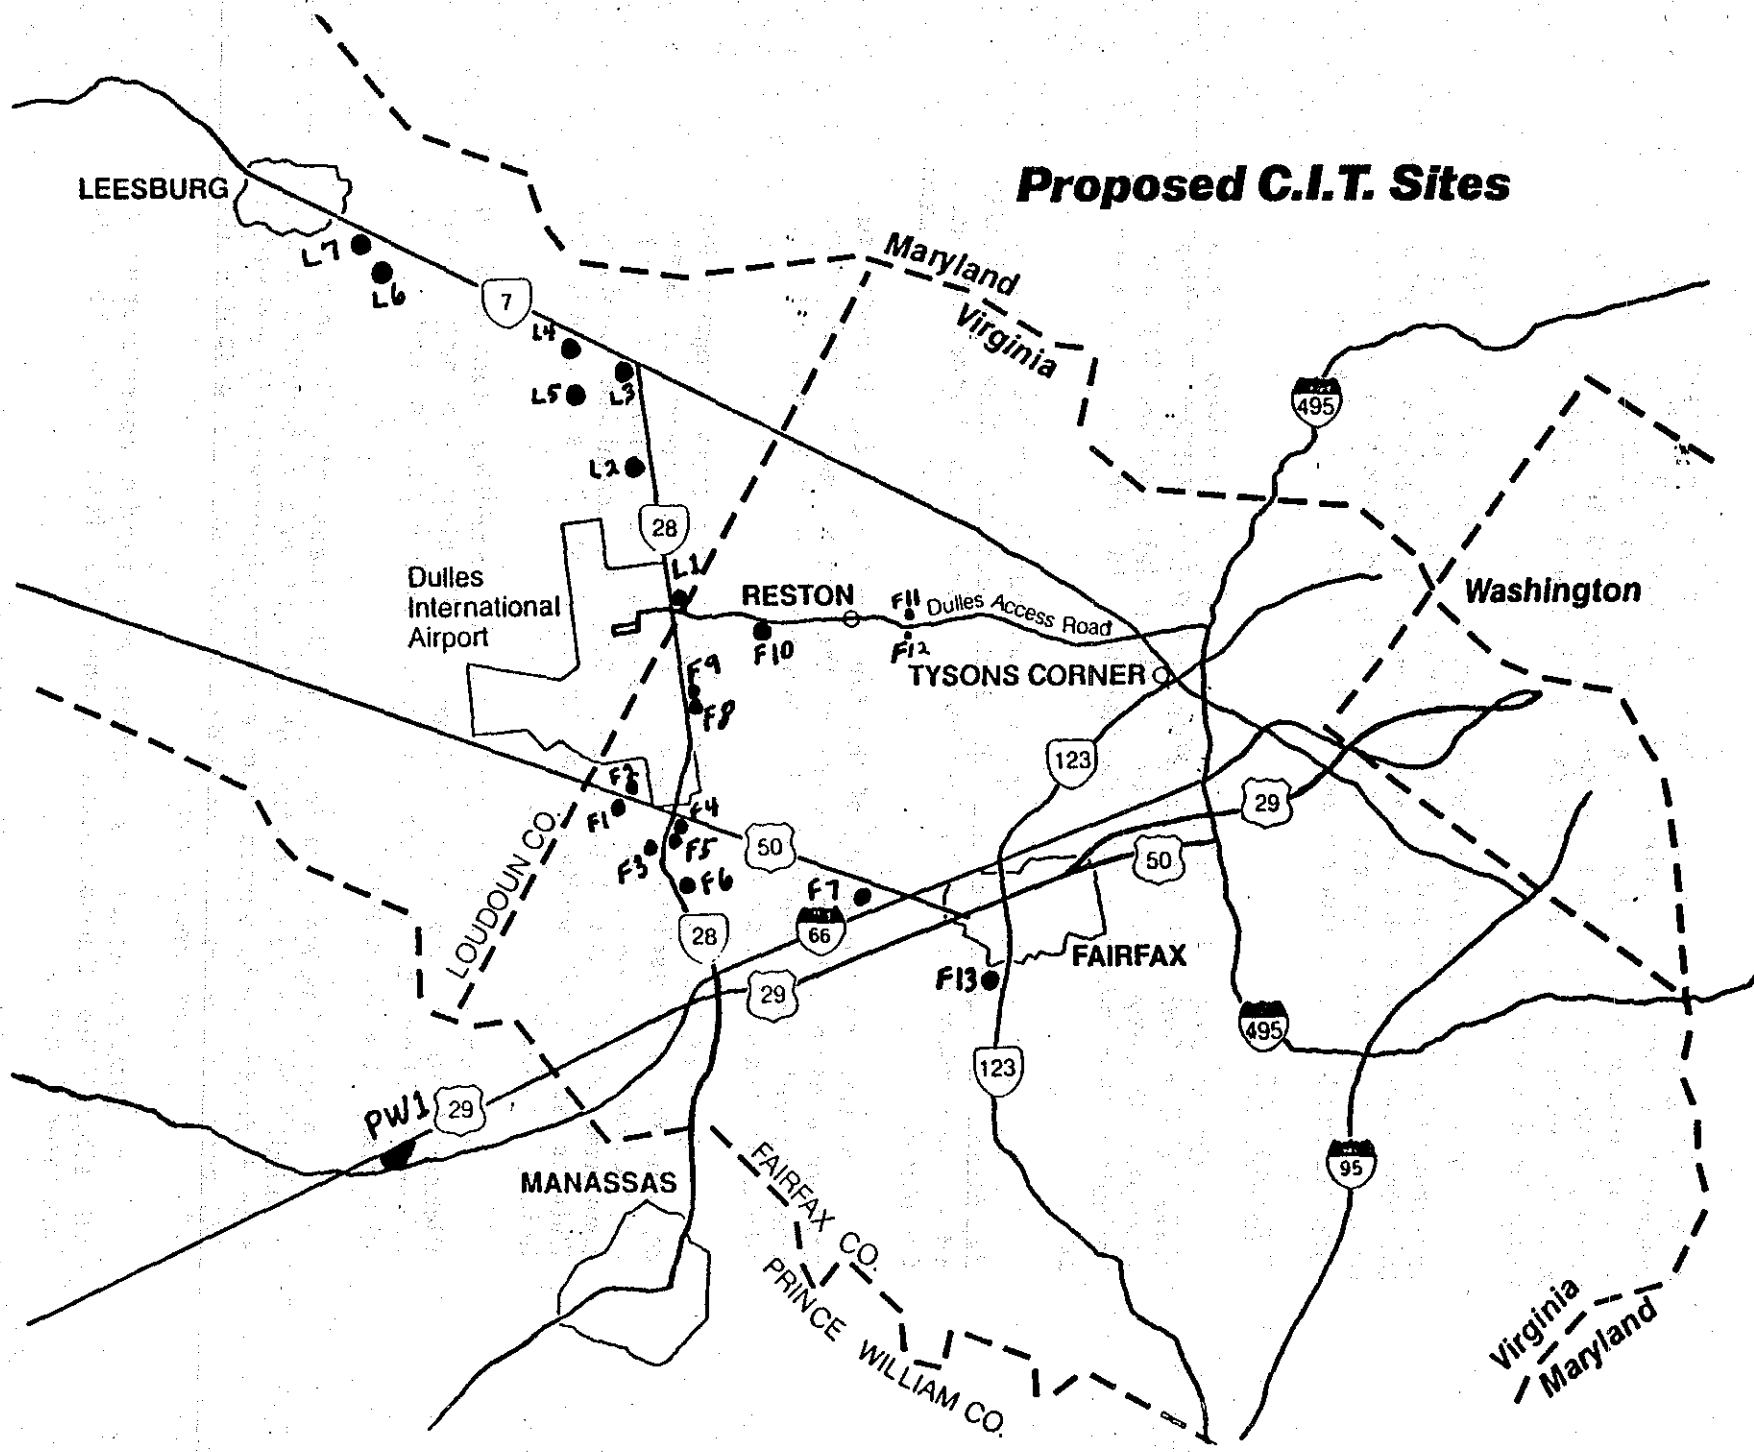 Proposed C.I.T. Sites
LEESBURG
L7
L6
7
Maryland
Virginia
L4
L5
L3
495
L2
28
Dulles
International
Airport
L1
RESTON
F11
Dulles Access Road
Washington
F10
F12
TYSONS CORNER
F9
F8
123
F2
F1
F4
29
LOUDOUN CO.
F3
F5
50
50
F6
F7
28
66
FAIRFAX
F13
29
495
123
PW1
29
95
MANASSAS
FAIRFAX CO.
PRINCE WILLIAM CO.
Virginia
Maryland